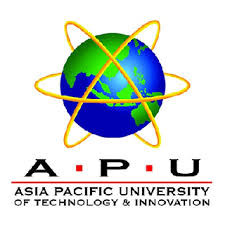 A · P · U
ASIA PACIFIC UNIVERSITY
OF TECHNOLOGY & INNOVATION